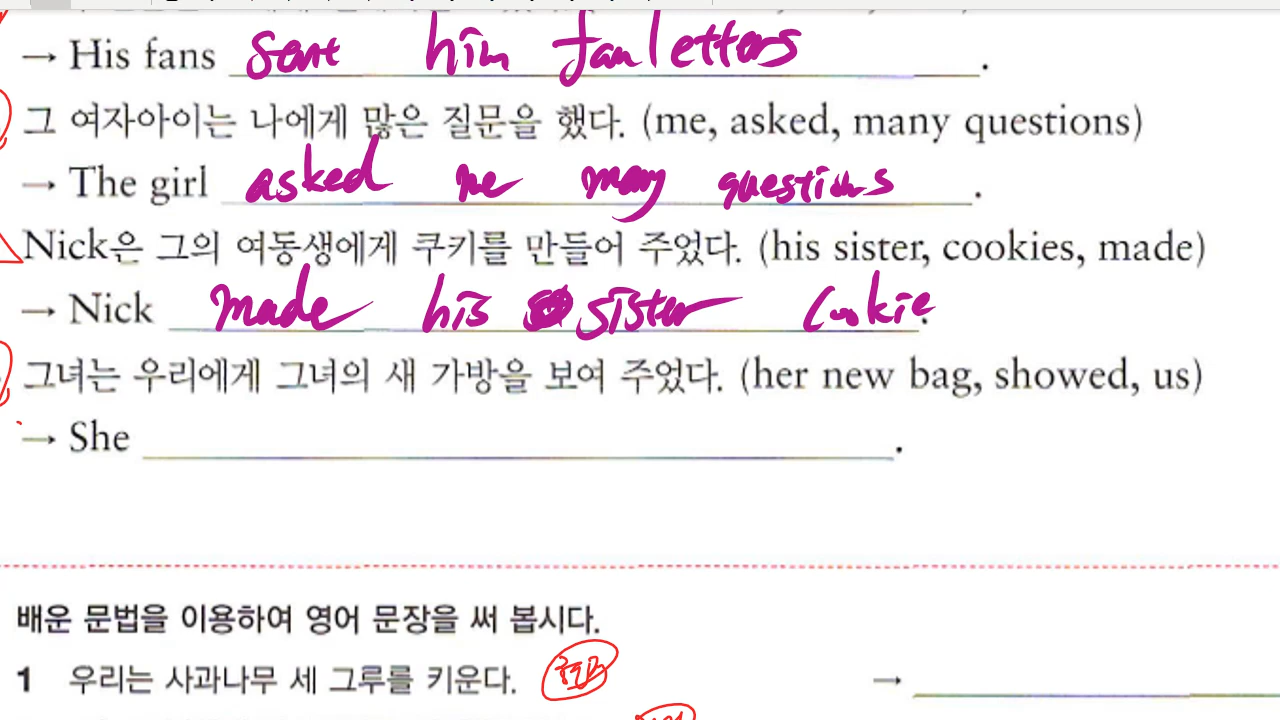 → His fans sent him fan letters.
그 여자아이는 나에게 많은 질문을 했다. (me, asked, many questions)
→ The girl asked me many questions.
Nick은 그의 여동생에게 쿠키를 만들어 주었다. (his sister, cookies, made)
→ Nick made his sister cookie.
그녀는 우리에게 그녀의 새 가방을 보여 주었다. (her new bag, showed, us)
→ She .
배운 문법을 이용하여 영어 문장을 써 봅시다.
1 우리는 사과나무 세 그루를 키운다. →